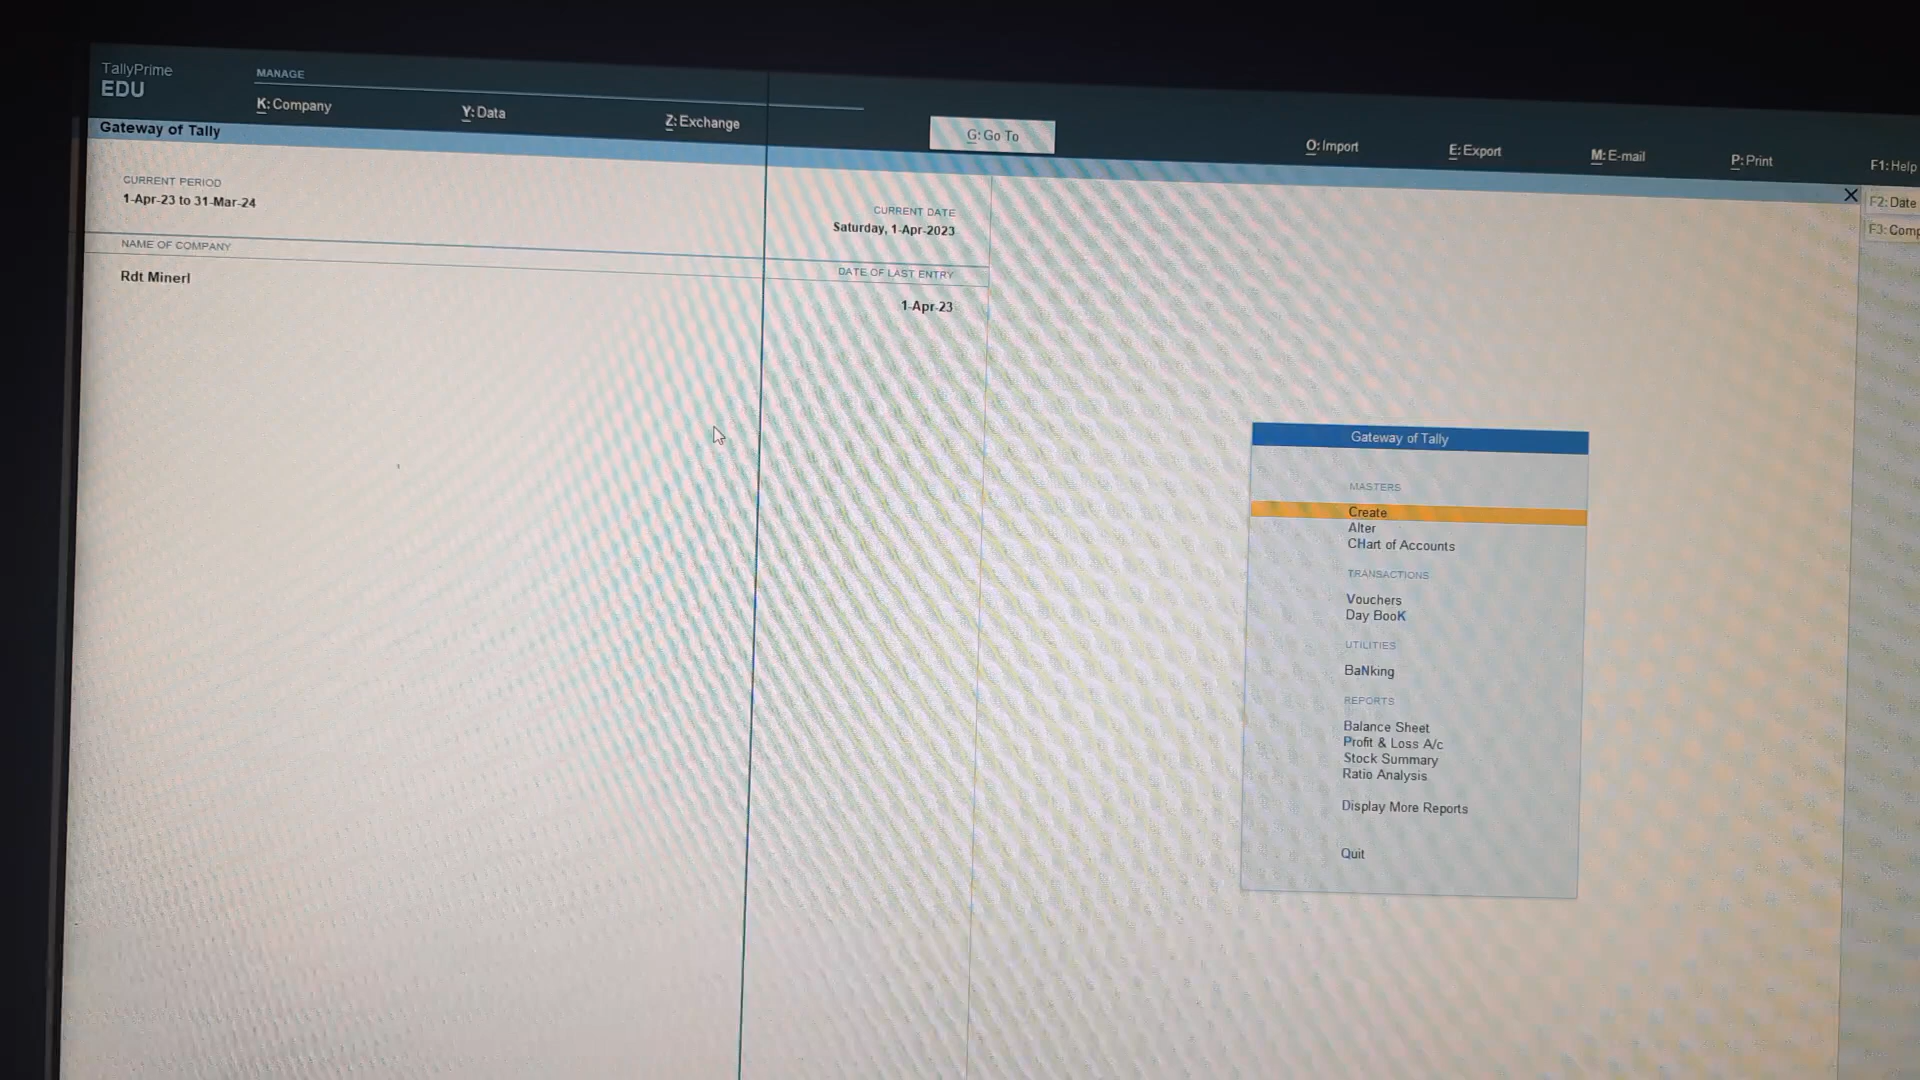 TallyPrime
EDU
MANAGE
K: Company
Y: Data
Z: Exchange
G: Go To
O: Import
E: Export
M: E-mail
P: Print
F1: Help
Gateway of Tally
F2: Date
CURRENT PERIOD
1-Apr-23 to 31-Mar-24
CURRENT DATE
Saturday, 1-Apr-2023
NAME OF COMPANY
DATE OF LAST ENTRY
Rdt Minerl
1-Apr-23
F3: Comp
Gateway of Tally
MASTERS
Create
Alter
CHart of Accounts
TRANSACTIONS
Vouchers
Day BooK
UTILITIES
BaNking
REPORTS
Balance Sheet
Profit & Loss A/c
Stock Summary
Ratio Analysis
Display More Reports
Quit